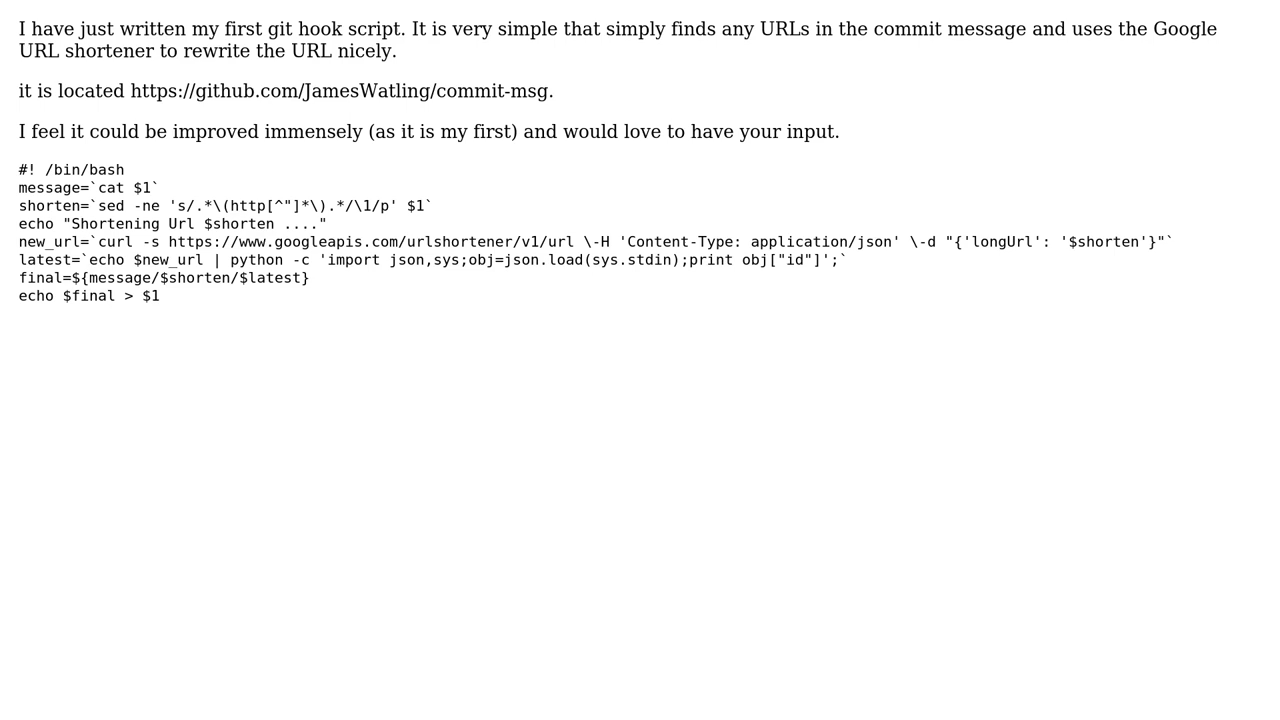 I have just written my first git hook script. It is very simple that simply finds any URLs in the commit message and uses the Google
URL shortener to rewrite the URL nicely.
it is located https://github.com/JamesWatling/commit-msg.
I feel it could be improved immensely (as it is my first) and would love to have your input.
#! /bin/bash
message=`cat $1`
shorten=`sed -ne 's/.*\(http[^"]*\).*/\1/p' $1`
echo "Shortening Url $shorten ...."
new_url=`curl -s https://www.googleapis.com/urlshortener/v1/url \-H 'Content-Type: application/json' \-d "{'longUrl': '$shorten'}"`
latest=`echo $new_url | python -c 'import json,sys;obj=json.load(sys.stdin);print obj["id"]';`
final=${message/$shorten/$latest}
echo $final > $1